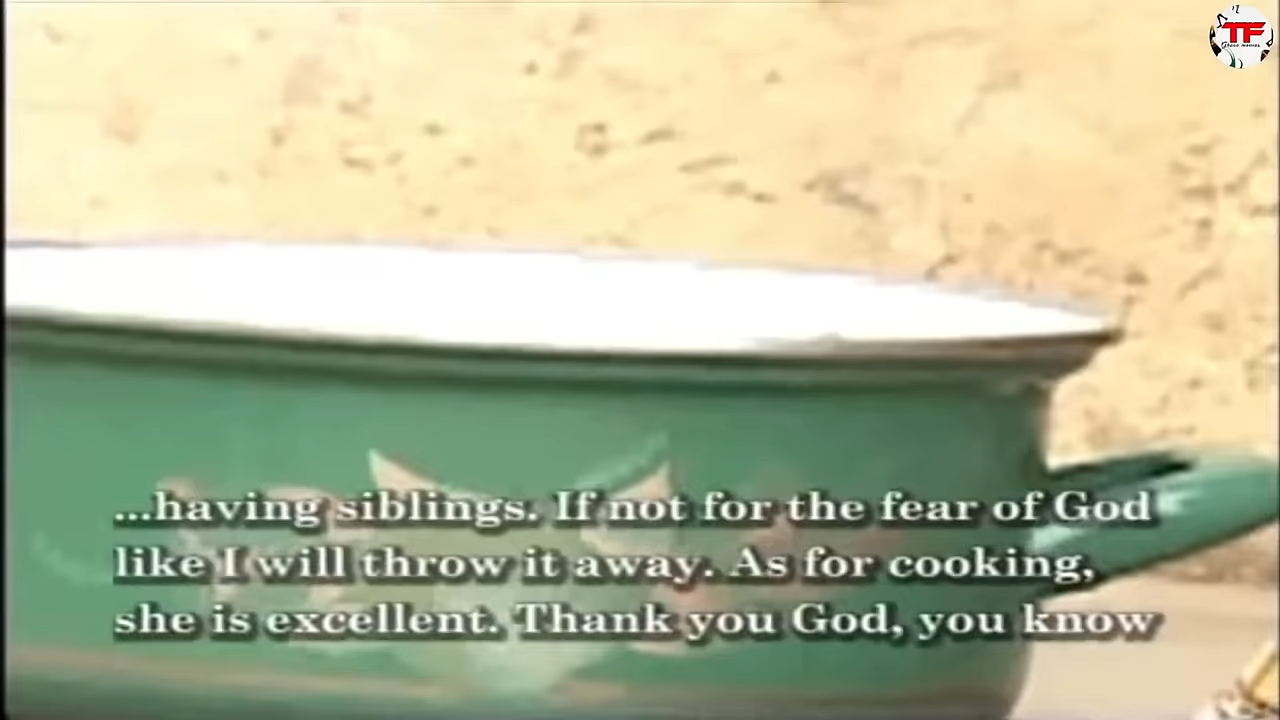 TF
...having siblings. If not for the fear of God
like I will throw it away. As for cooking,
she is excellent. Thank you God, you know